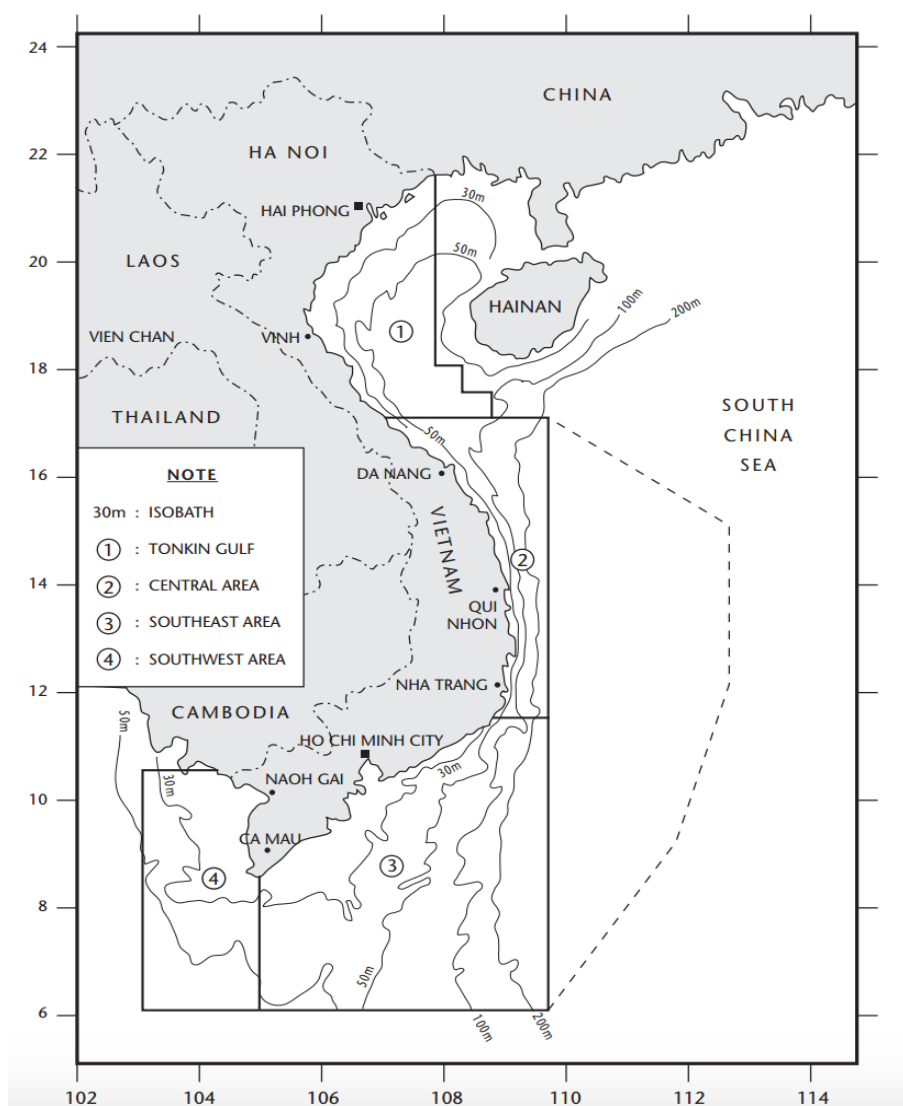 24
22
20
18
16
14
12
10
8
6
102
104
106
108
110
112
114
CHINA
HA NOI
HAI PHONG
30m
50m
LAOS
HAINAN
100m
200m
VIEN CHAN
VINH
1
THAILAND
SOUTH
CHINA
SEA
50m
DA NANG
NOTE
30m : ISOBATH
1 : TONKIN GULF
2 : CENTRAL AREA
3 : SOUTHEAST AREA
4 : SOUTHWEST AREA
VIETNAM
2
QUI
NHON
NHA TRANG
CAMBODIA
50m
HO CHI MINH CITY
30m
30m
NAOH GAI
CA MAU
3
4
50m
100m
200m